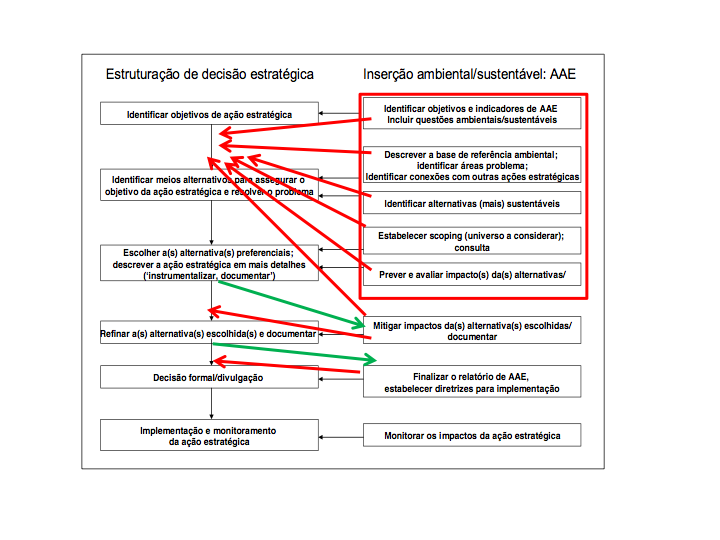 Estruturação de decisão estratégica
Inserção ambiental/sustentável: AAE
Identificar objetivos de ação estratégica
Identificar objetivos e indicadores de AAE
Incluir questões ambientais/sustentáveis
Descrever a base de referência ambiental;
identificar áreas problema;
Identificar conexões com outras ações estratégicas
Identificar meios alternativos para assegurar o
objetivo da ação estratégica e resolver o problema
Identificar alternativas (mais) sustentáveis
Estabelecer scoping (universo a considerar);
consulta
Escolher a(s) alternativa(s) preferenciais;
descrever a ação estratégica em mais detalhes
(‘instrumentalizar, documentar’)
Prever e avaliar impacto(s) da(s) alternativas/
Refinar a(s) alternativa(s) escolhida(s) e documentar
Mitigar impactos da(s) alternativa(s) escolhidas/
documentar
Decisão formal/divulgação
Finalizar o relatório de AAE,
estabelecer diretrizes para implementação
Implementação e monitoramento
da ação estratégica
Monitorar os impactos da ação estratégica